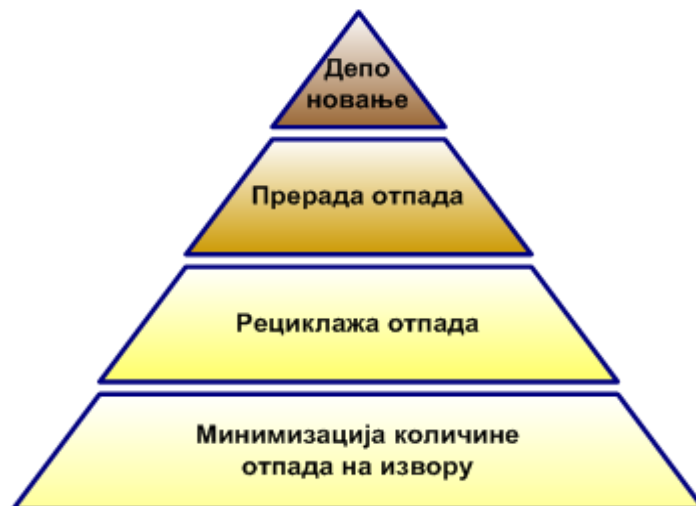 Депо
новање
Прерада отпада
Рециклажа отпада
Минимизација количине
отпада на извору